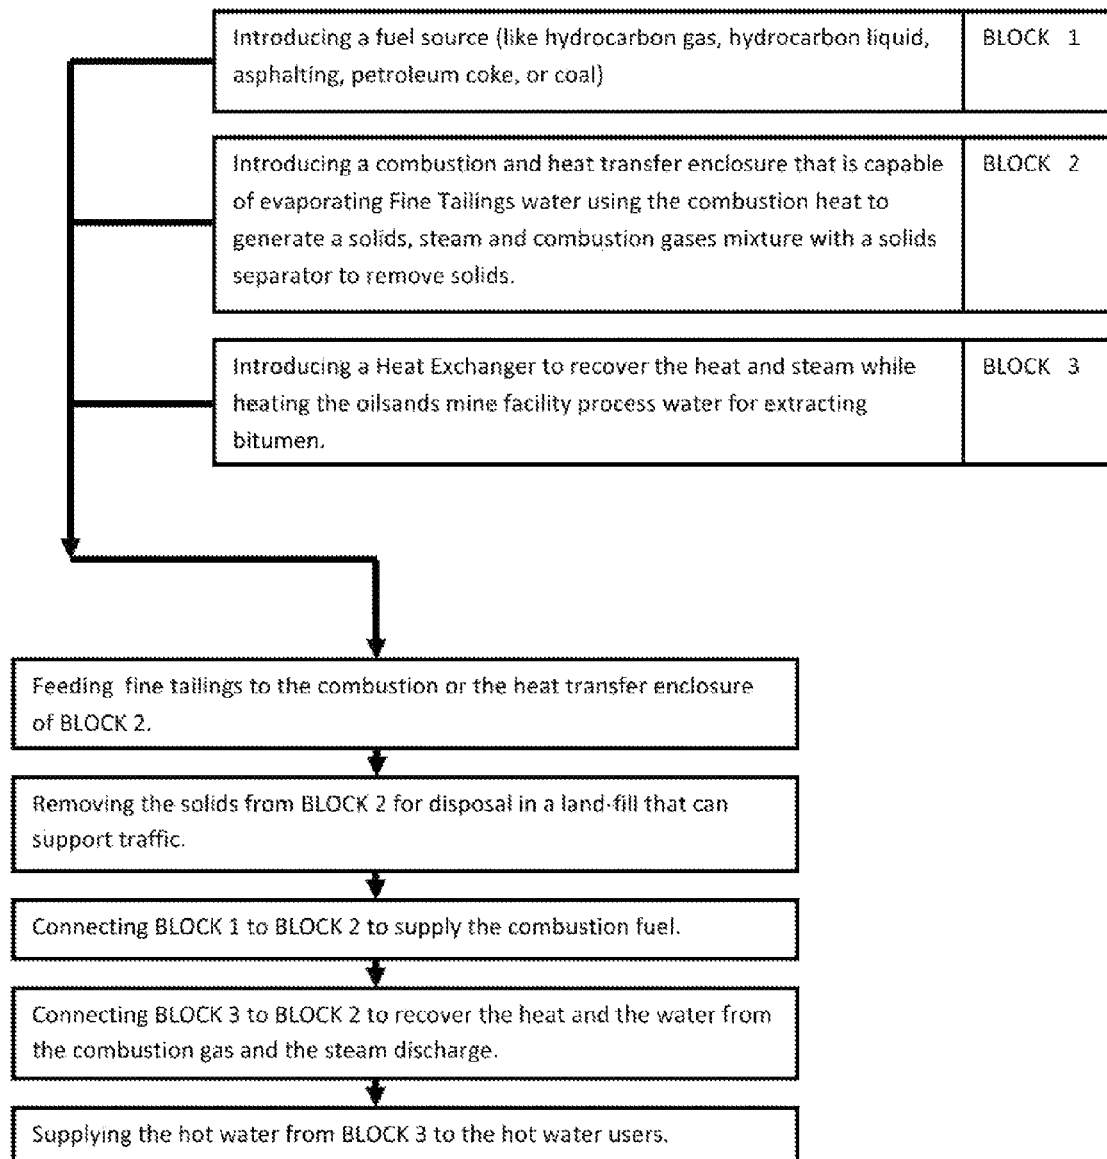 Introducing a fuel source (like hydrocarbon gas, hydrocarbon liquid,
asphalting, petroleum coke, or coal)
BLOCK 1
Introducing a combustion and heat transfer enclosure that is capable
of evaporating Fine Tailings water using the combustion heat to
generate a solids, steam and combustion gases mixture with a solids
separator to remove solids.
BLOCK 2
Introducing a Heat Exchanger to recover the heat and steam while
heating the oilsands mine facility process water for extracting
bitumen.
BLOCK 3
Feeding fine tailings to the combustion or the heat transfer enclosure
of BLOCK 2.
Removing the solids from BLOCK 2 for disposal in a land-fill that can
support traffic.
Connecting BLOCK 1 to BLOCK 2 to supply the combustion fuel.
Connecting BLOCK 3 to BLOCK 2 to recover the heat and the water from
the combustion gas and the steam discharge.
Supplying the hot water from BLOCK 3 to the hot water users.